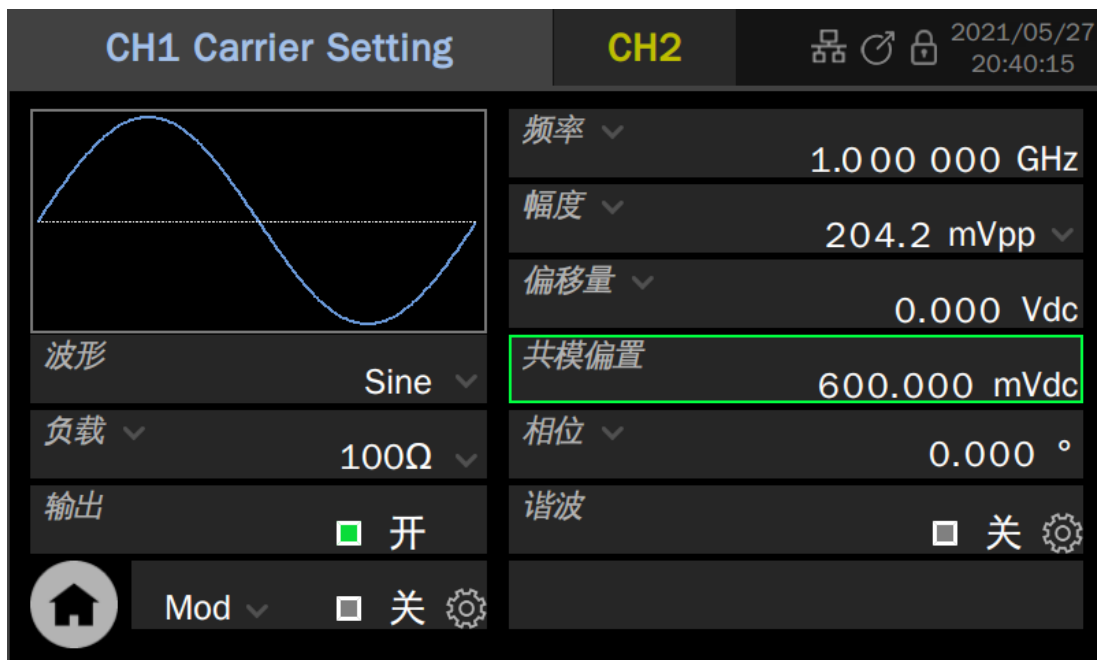 CH1 Carrier Setting
CH2
2021/05/27
20:40:15
频率
1.000 000 GHz
幅度
204.2 mVpp
偏移量
0.000 Vdc
波形
Sine
共模偏置
600.000 mVdc
负载
100Ω
相位
0.000 °
输出
开
谐波
关
Mod
关